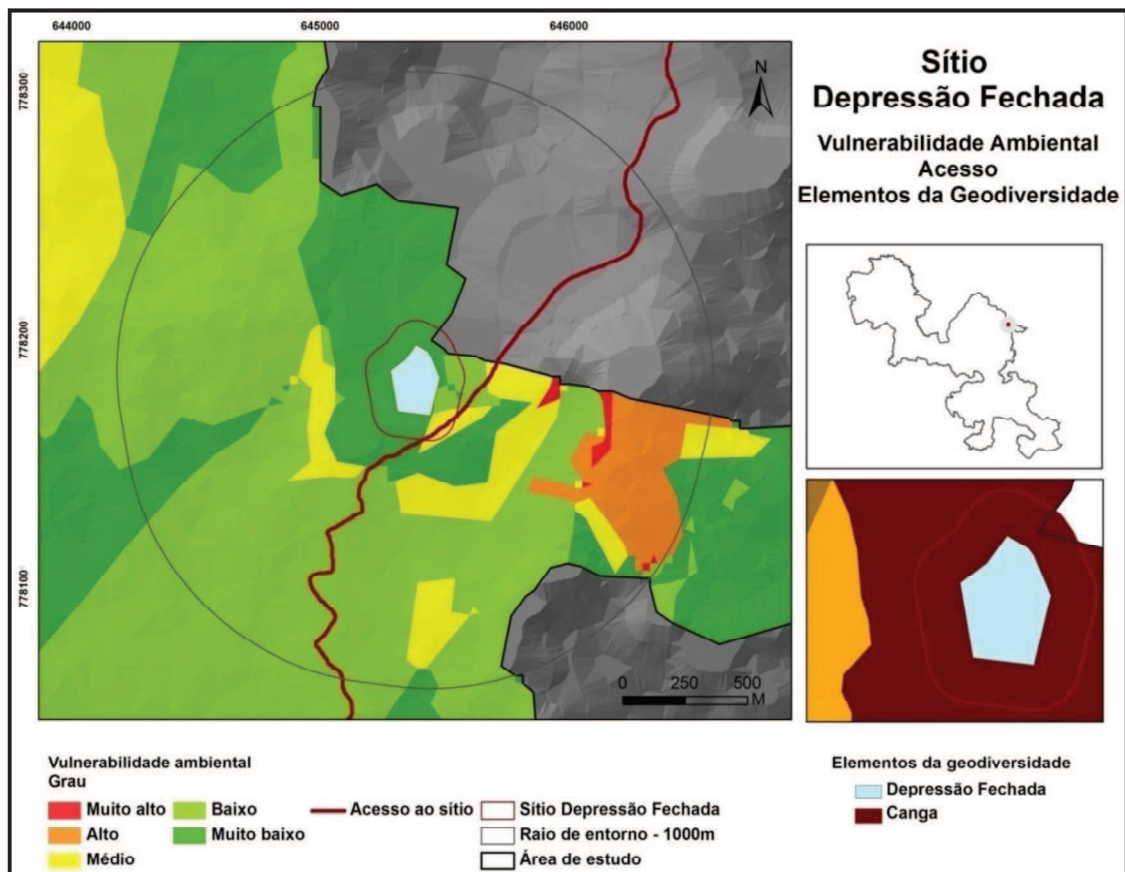 644000 645000 646000
778300
778200
778100
N
0 250 500
M
Sítio
Depressão Fechada
Vulnerabilidade Ambiental
Acesso
Elementos da Geodiversidade
Vulnerabilidade ambiental
Grau
Muito alto
Alto
Médio
Baixo
Muito baixo
Acesso ao sítio
Sítio Depressão Fechada
Raio de entorno - 1000m
Área de estudo
Elementos da geodiversidade
Depressão Fechada
Canga